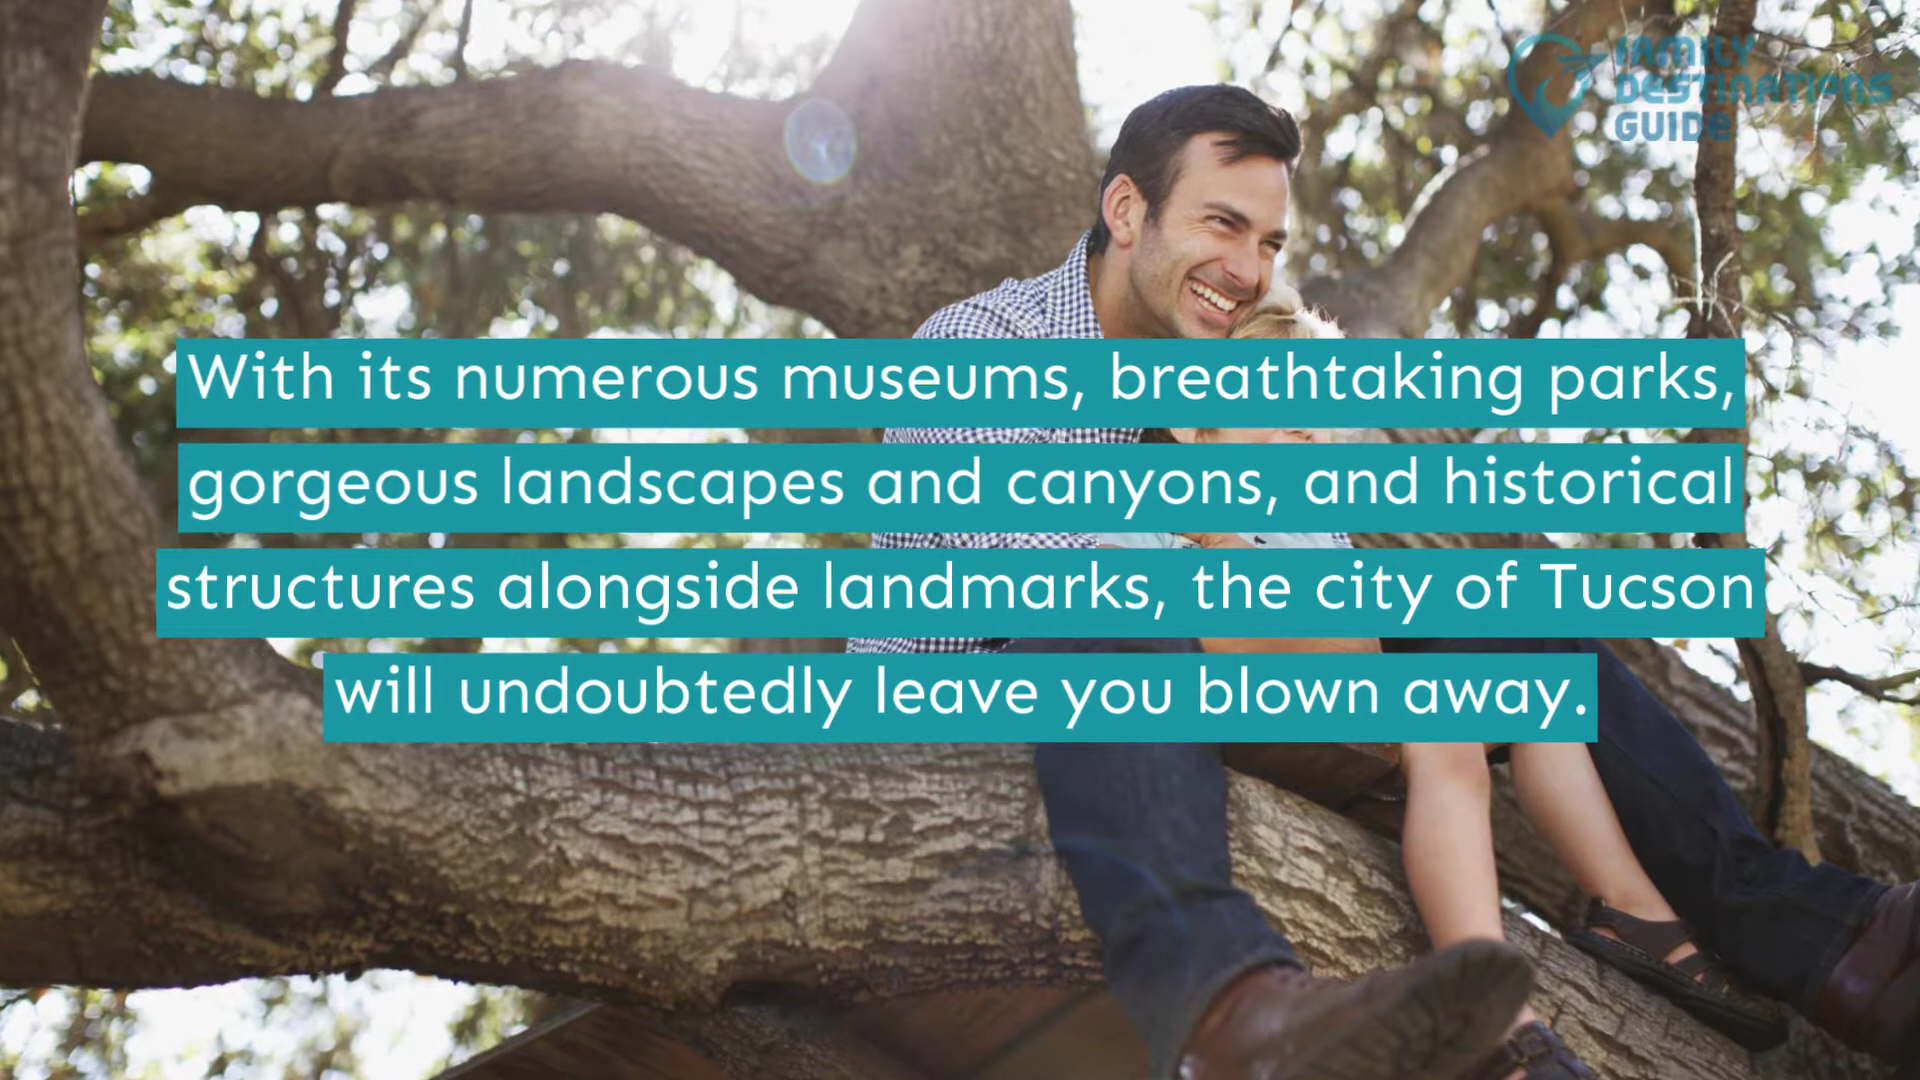 FAMILY
DESTINATIONS
GUIDE
With its numerous museums, breathtaking parks,
gorgeous landscapes and canyons, and historical
structures alongside landmarks, the city of Tucson
will undoubtedly leave you blown away.